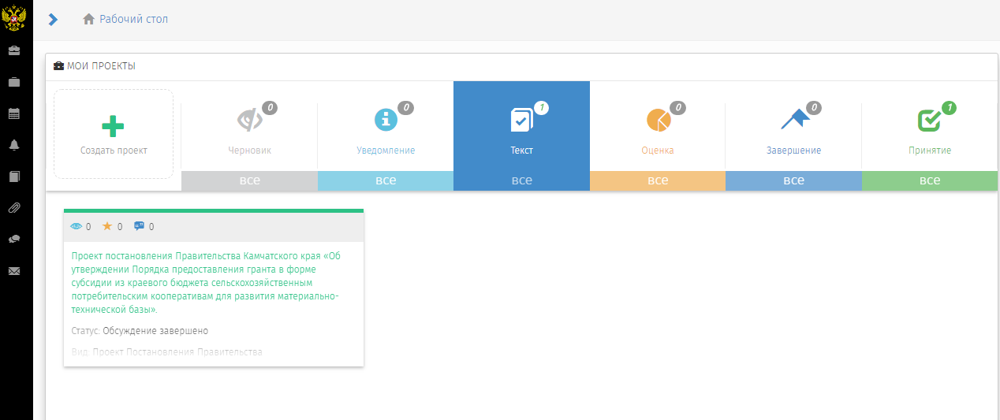 Рабочий стол
МОИ ПРОЕКТЫ
0 0 1 0 0 1
Создать проект Черновик Уведомление Текст Оценка Завершение Принятие
все все все все все все
0 0 0
Проект постановления Правительства Камчатского края «Об
утверждении Порядка предоставления гранта в форме
субсидии из краевого бюджета сельскохозяйственным
потребительским кооперативам для развития материально-
технической базы».
Статус: Обсуждение завершено
Вид: Проект Постановления Правительства